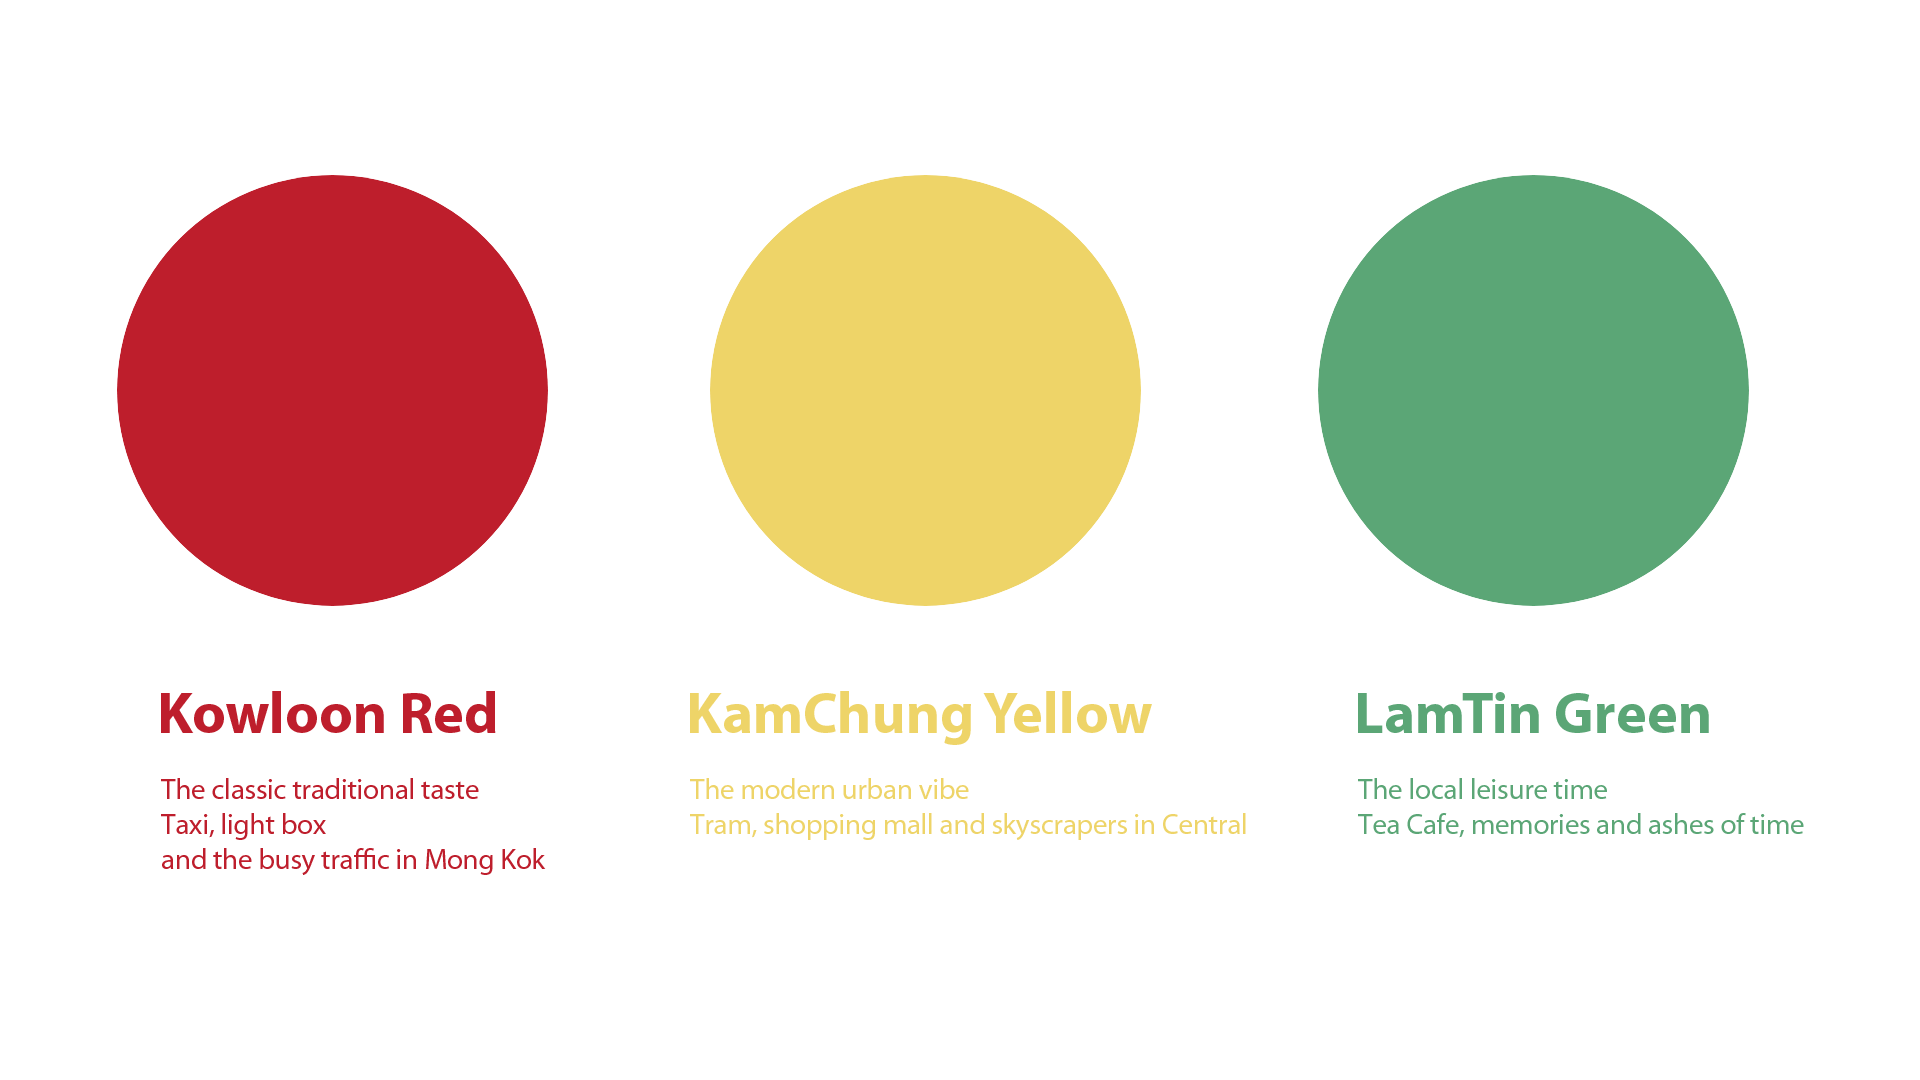 Kowloon Red
The classic traditional taste
Taxi, light box
and the busy traffic in Mong Kok
KamChung Yellow
The modern urban vibe
Tram, shopping mall and skyscrapers in Central
LamTin Green
The local leisure time
Tea Cafe, memories and ashes of time